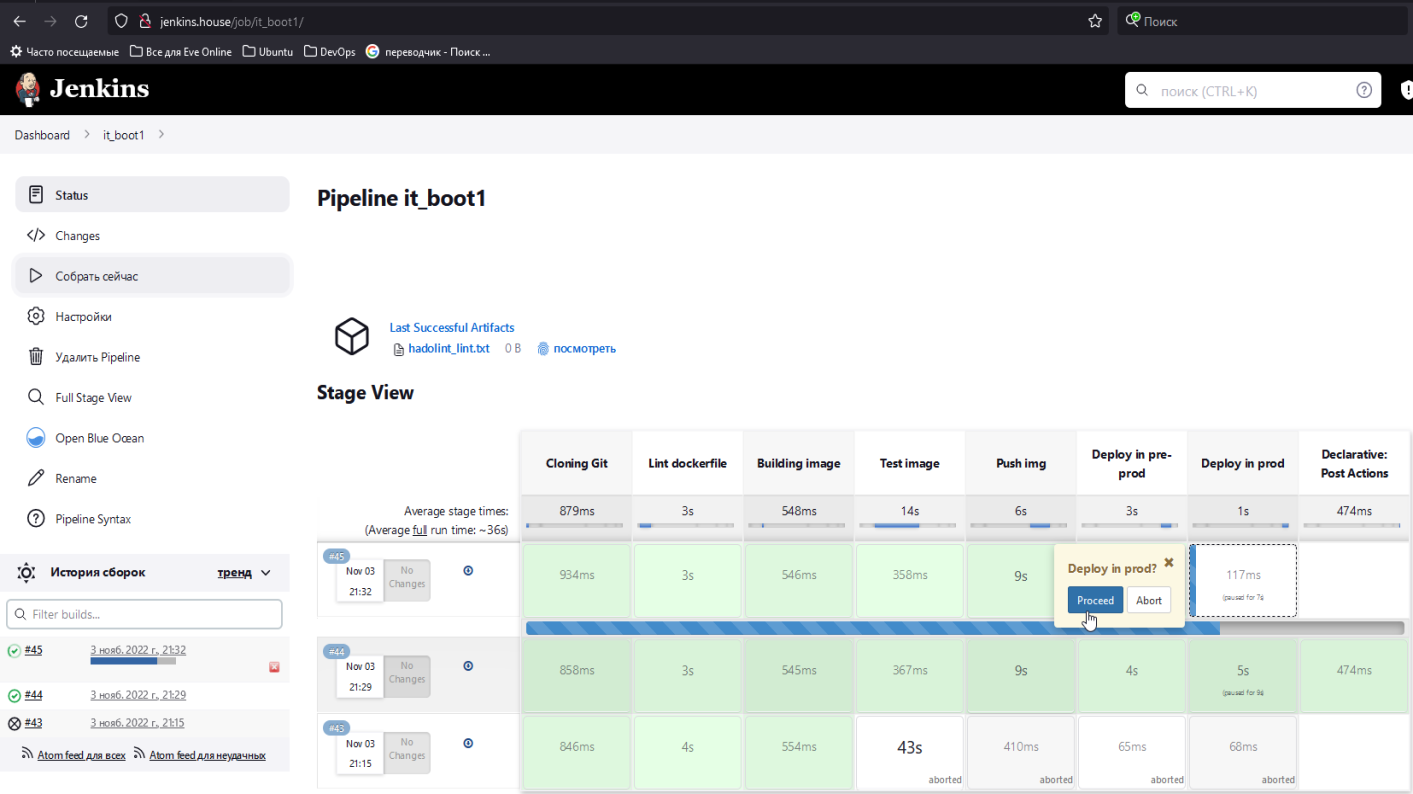 jenkins.house/job/it_boot1/
Поиск
Часто посещаемые
Все для Eve Online
Ubuntu
DevOps
переводчик - Поиск ...
Jenkins
поиск (CTRL+K)
Dashboard
it_boot1
Status
Changes
Собрать сейчас
Настройки
Удалить Pipeline
Full Stage View
Open Blue Ocean
Rename
Pipeline Syntax
История сборок
тренд
Filter builds...
#45 3 нояб. 2022 г., 21:32
#44 3 нояб. 2022 г., 21:29
#43 3 нояб. 2022 г., 21:15
Atom feed для всех Atom feed для неудачных
Pipeline it_boot1
Last Successful Artifacts
hadolint_lint.txt 0 B посмотреть
Stage View
Cloning Git
Lint dockerfile
Building image
Test image
Push img
Deploy in pre-
prod
Deploy in prod
Declarative:
Post Actions
Average stage times:
(Average full run time: ~36s)
879ms 3s 548ms 14s 6s 3s 1s 474ms
#45
Nov 03
21:32
No
Changes
934ms 3s 546ms 358ms 9s
Deploy in prod?
Proceed Abort
117ms
(paused for 7s)
#44
Nov 03
21:29
No
Changes
858ms 3s 545ms 367ms 9s 4s 5s 474ms
(paused for 9s)
#43
Nov 03
21:15
No
Changes
846ms 4s 554ms 43s 410ms 65ms 68ms
aborted aborted aborted aborted